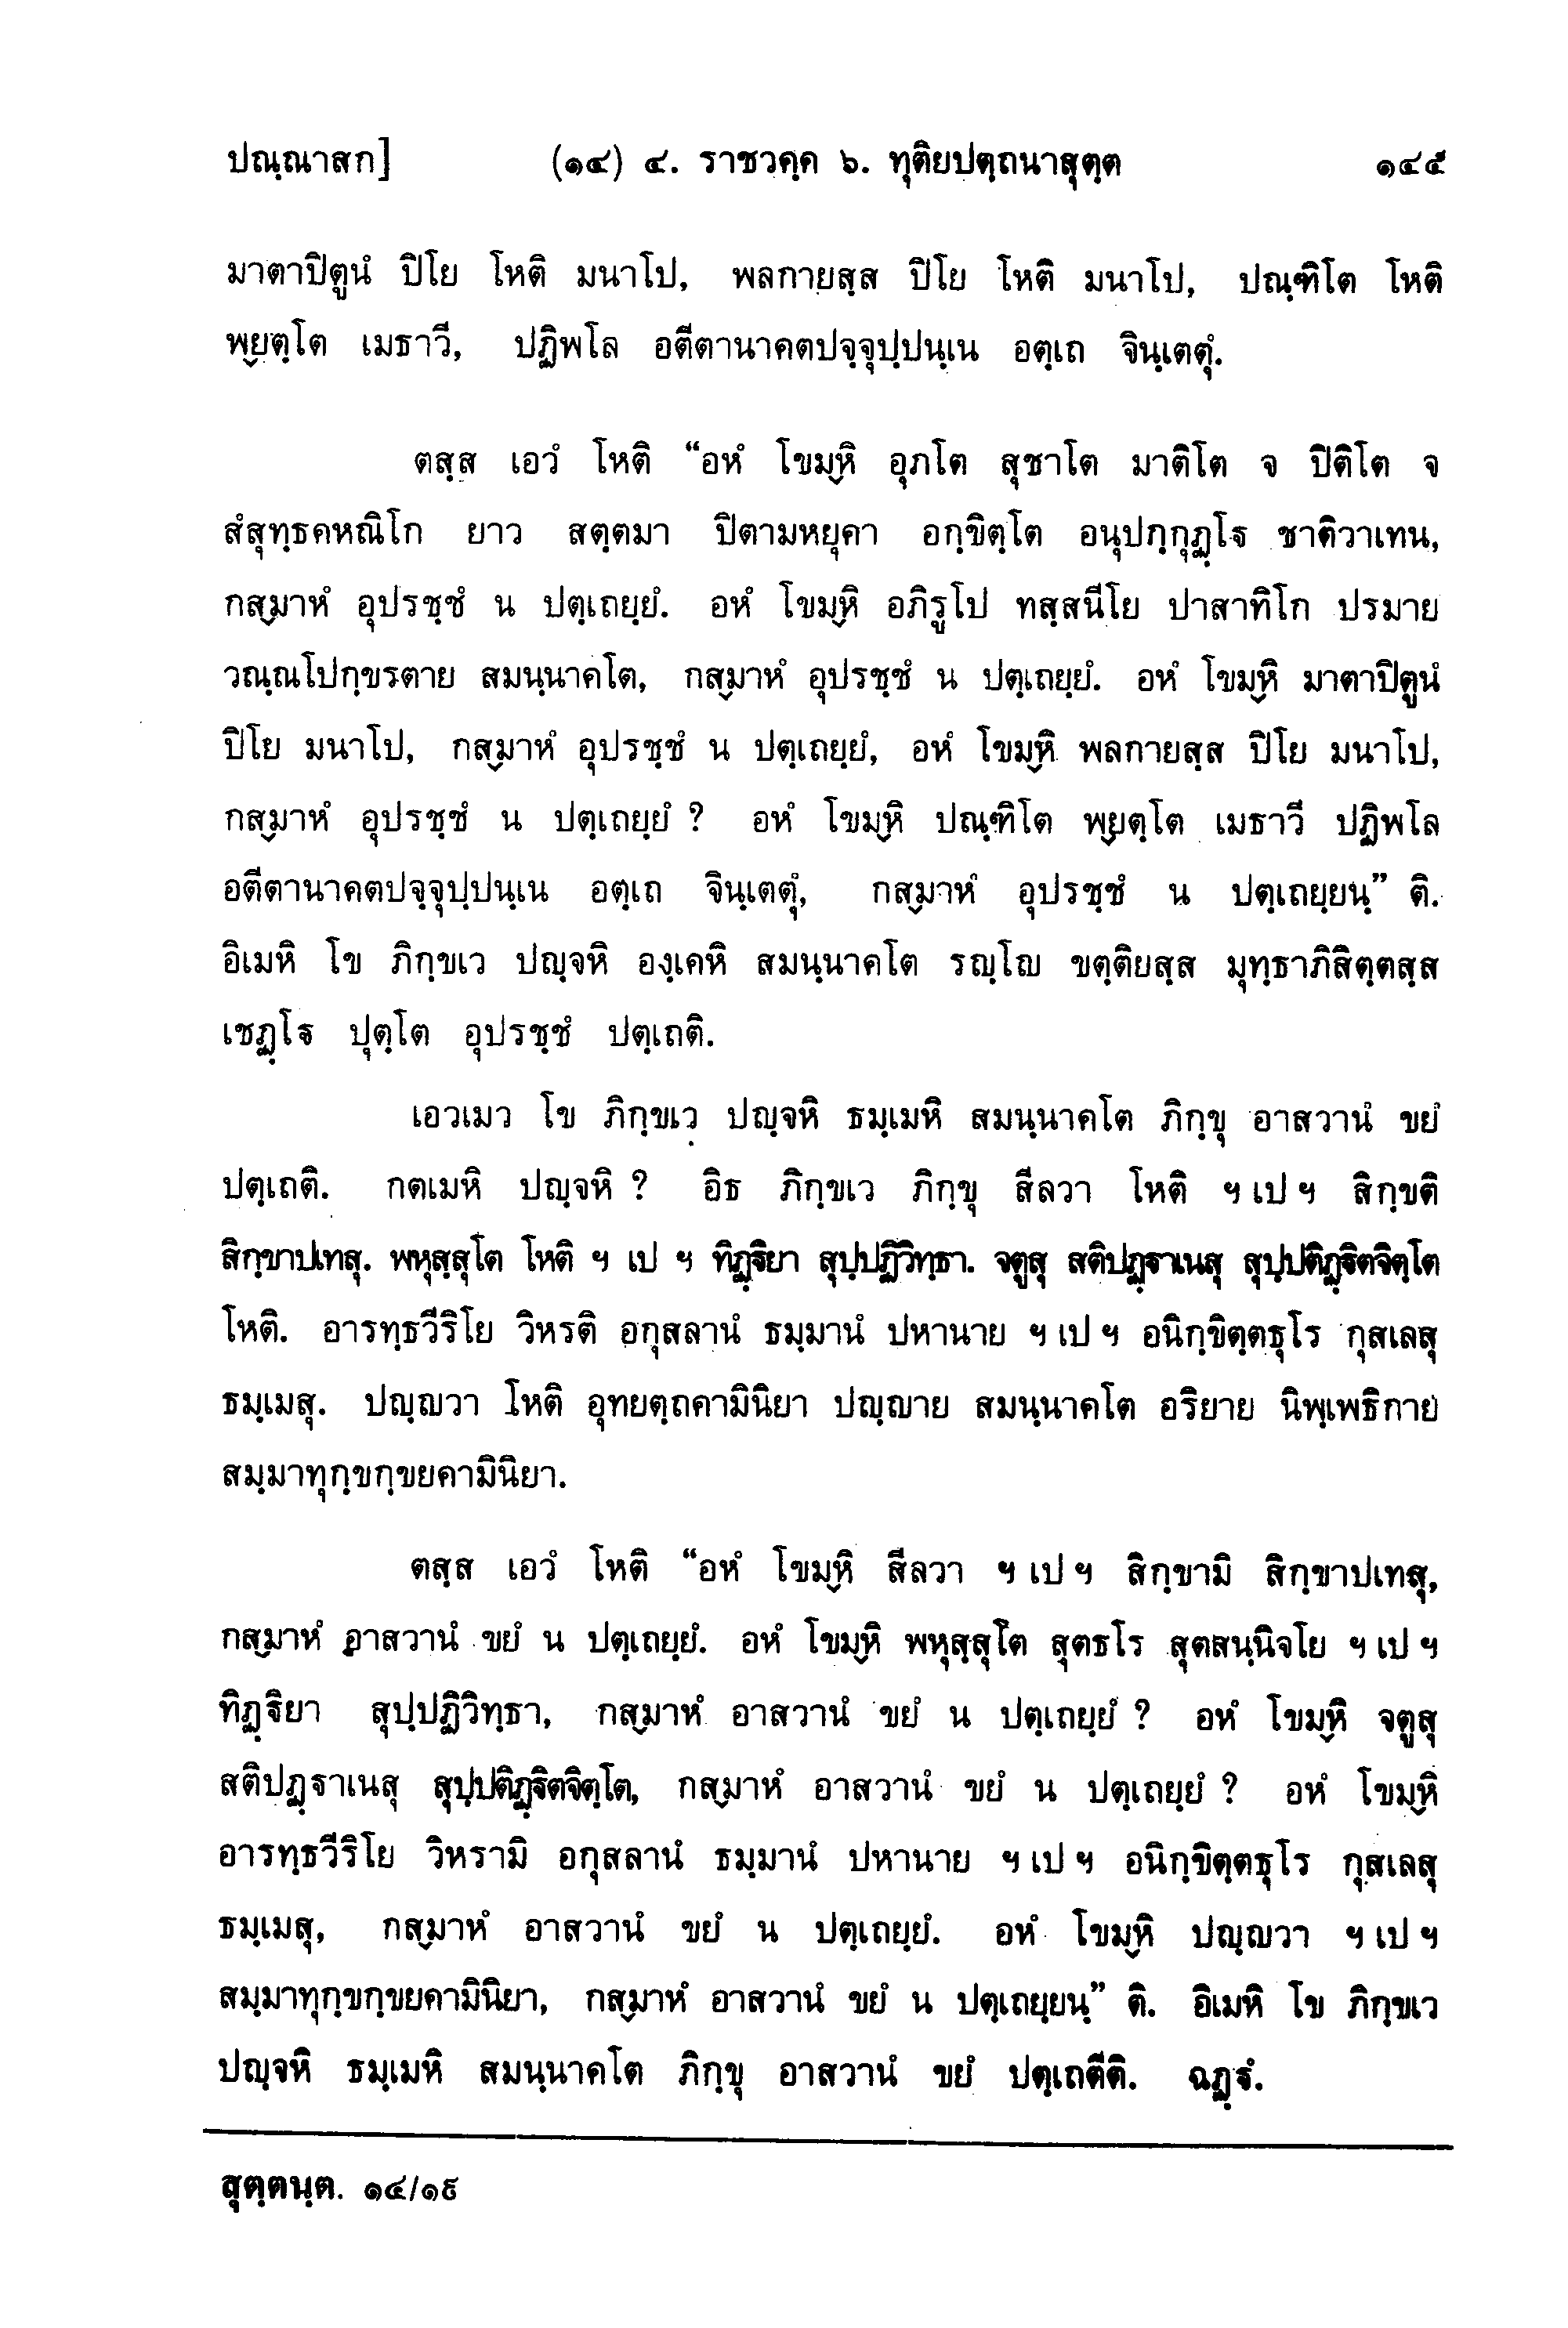 ปณฺณาสก] (๑๔) ๔. ราชวคฺค ๖. ทุติยปตฺถนาสุตฺต ๑๔๕
มาตาปิตูนํ ปิโย โหติ มนาโป, พลกายสฺส ปิโย โหติ มนาโป, ปณฺฑิโต โหติ
พฺยตฺโต เมธาวี, ปฏิพโล อตีตานาคตปจฺจุปฺปนฺเน อตฺเถ จินฺเตตุํ.
ตสฺส เอวํ โหติ “อหํ โขมฺหิ อุภโต สุชาโต มาติโต จ ปิติโต จ
สํสุทฺธคหณิโก ยาว สตฺตมา ปิตามหยุคา อกฺขิตฺโต อนุปกฺกุฏฺโฐ ชาติวาเทน,
กสฺมาหํ อุปรชฺชํ น ปตฺเถยฺยํ. อหํ โขมฺหิ อภิรูโป ทสฺสนีโย ปาสาทิโก ปรมาย
วณฺณโปกฺขรตาย สมนฺนาคโต, กสฺมาหํ อุปรชฺชํ น ปตฺเถยฺยํ. อหํ โขมฺหิ มาตาปิตูนํ
ปิโย มนาโป, กสฺมาหํ อุปรชฺชํ น ปตฺเถยฺยํ, อหํ โขมฺหิ พลกายสฺส ปิโย มนาโป,
กสฺมาหํ อุปรชฺชํ น ปตฺเถยฺยํ ? อหํ โขมฺหิ ปณฺฑิโต พฺยตฺโต เมธาวี ปฏิพโล
อตีตานาคตปจฺจุปฺปนฺเน อตฺเถ จินฺเตตุํ, กสฺมาหํ อุปรชฺชํ น ปตฺเถยฺยนฺ” ติ.
อิเมหิ โข ภิกฺขเว ปญฺจหิ องฺเคหิ สมนฺนาคโต รญฺโญ ขตฺติยสฺส มุทฺธาภิสิตฺตสฺส
เชฏฺโฐ ปุตฺโต อุปรชฺชํ ปตฺเถติ.
เอวเมว โข ภิกฺขเว ปญฺจหิ ธมฺเมหิ สมนฺนาคโต ภิกฺขุ อาสวานํ ขยํ
ปตฺเถติ. กตเมหิ ปญฺจหิ ? อิธ ภิกฺขเว ภิกฺขุ สีลวา โหติ ฯ เป ฯ สิกฺขติ
สิกฺขาปเทสุ. พหุสฺสุโต โหติ ฯ เป ฯ ทิฏฺฐิยา สุปฺปฏิวิทฺธา. จตูสุ สติปฏฺฐาเนสุ สุปฺปติฏฺฐิตจิตฺโต
โหติ. อารทฺธวีริโย วิหรติ อกุสลานํ ธมฺมานํ ปหานาย ฯ เป ฯ อนิกฺขิตฺตธุโร กุสเลสุ
ธมฺเมสุ. ปญฺญวา โหติ อุทยตฺถคามินิยา ปญฺญาย สมนฺนาคโต อริยาย นิพฺเพธิกาย
สมฺมาทุกฺขกฺขยคามินิยา.
ตสฺส เอวํ โหติ “อหํ โขมฺหิ สีลวา ฯ เป ฯ สิกฺขามิ สิกฺขาปเทสุ,
กสฺมาหํ อาสวานํ ขยํ น ปตฺเถยฺยํ. อหํ โขมฺหิ พหุสฺสุโต สุตธโร สุตสนฺนิจโย ฯ เป ฯ
ทิฏฺฐิยา สุปฺปฏิวิทฺธา, กสฺมาหํ อาสวานํ ขยํ น ปตฺเถยฺยํ ? อหํ โขมฺหิ จตูสุ
สติปฏฺฐาเนสุ สุปฺปติฏฺฐิตจิตฺโต, กสฺมาหํ อาสวานํ ขยํ น ปตฺเถยฺยํ ? อหํ โขมฺหิ
อารทฺธวีริโย วิหรามิ อกุสลานํ ธมฺมานํ ปหานาย ฯ เป ฯ อนิกฺขิตฺตธุโร กุสเลสุ
ธมฺเมสุ, กสฺมาหํ อาสวานํ ขยํ น ปตฺเถยฺยํ. อหํ โขมฺหิ ปญฺญวา ฯ เป ฯ
สมฺมาทุกฺขกฺขยคามินิยา, กสฺมาหํ อาสวานํ ขยํ น ปตฺเถยฺยนฺ” ติ. อิเมหิ โข ภิกฺขเว
ปญฺจหิ ธมฺเมหิ สมนฺนาคโต ภิกฺขุ อาสวานํ ขยํ ปตฺเถตีติ. ฉฏฺฐํ.
สุตฺตนฺต. ๑๔/๑๙